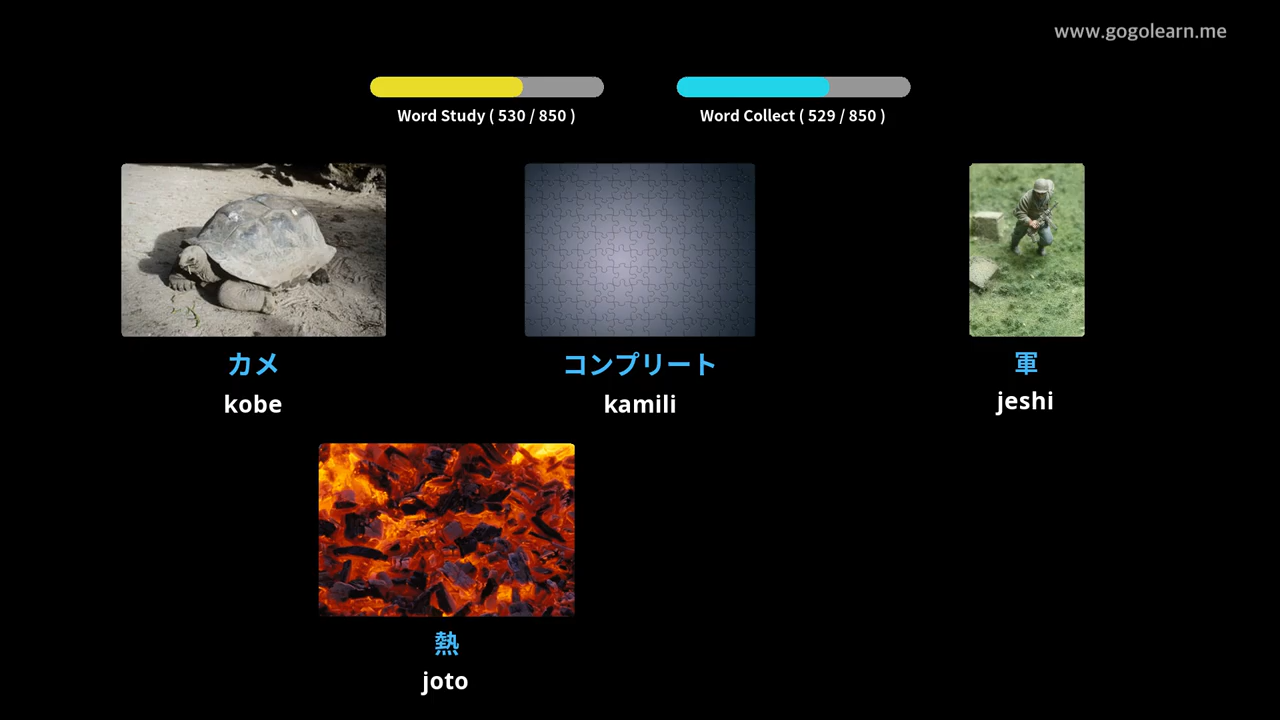 www.gogolearn.me
Word Study ( 530 / 850 )
Word Collect ( 529 / 850 )
カメ
kobe
コンプリート
kamili
軍
jeshi
熱
joto